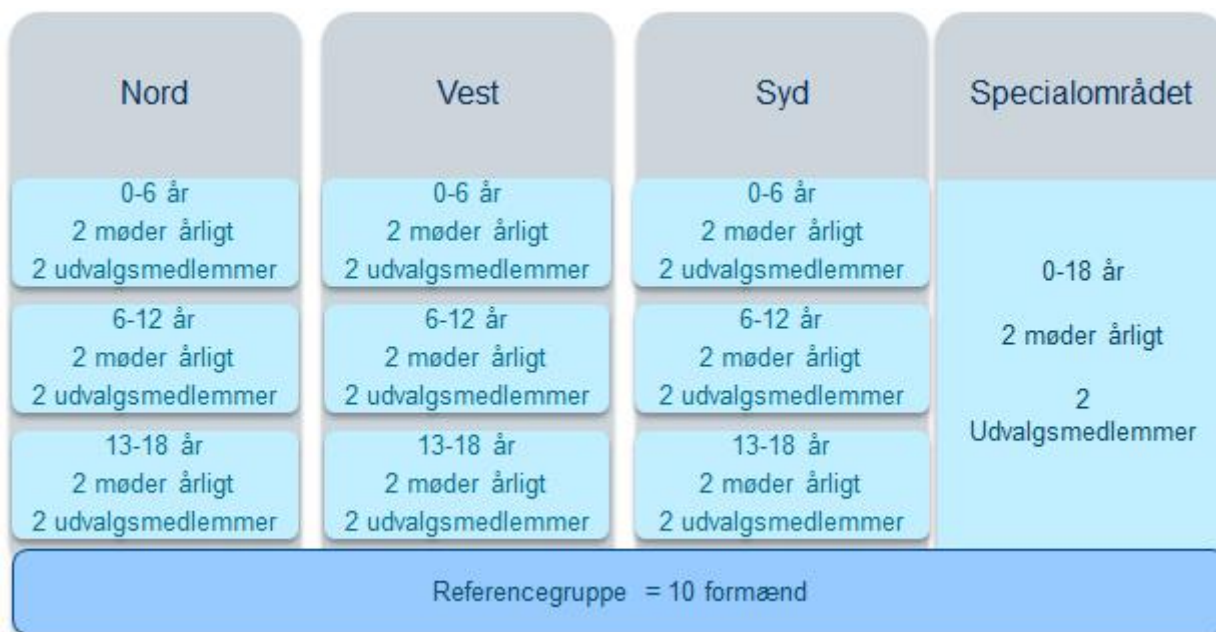 Nord
0-6 år
2 møder årligt
2 udvalgsmedlemmer
6-12 år
2 møder årligt
2 udvalgsmedlemmer
13-18 år
2 møder årligt
2 udvalgsmedlemmer
Vest
0-6 år
2 møder årligt
2 udvalgsmedlemmer
6-12 år
2 møder årligt
2 udvalgsmedlemmer
13-18 år
2 møder årligt
2 udvalgsmedlemmer
Syd
0-6 år
2 møder årligt
2 udvalgsmedlemmer
6-12 år
2 møder årligt
2 udvalgsmedlemmer
13-18 år
2 møder årligt
2 udvalgsmedlemmer
Specialområdet
0-18 år
2 møder årligt
2
Udvalgsmedlemmer
Referencegruppe = 10 formænd